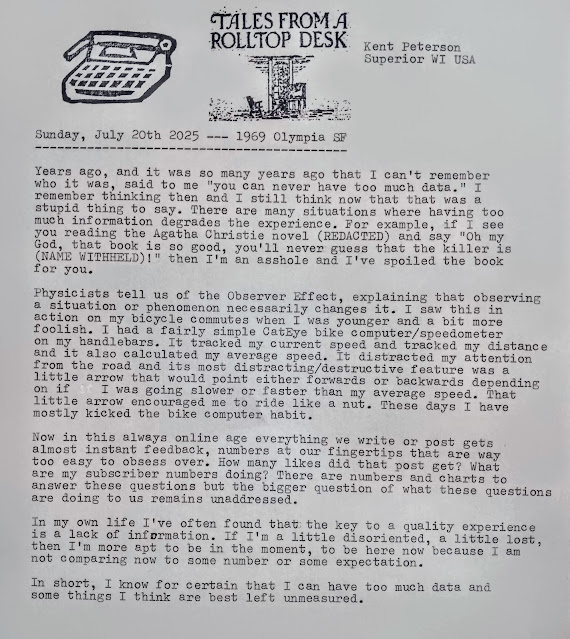 TALES FROM A
ROLLTOP DESK
Kent Peterson
Superior WI USA
Sunday, July 20th 2025 --- 1969 Olympia SF
Years ago, and it was so many years ago that I can't remember
who it was, said to me "you can never have too much data." I
remember thinking then and I still think now that that was a
stupid thing to say. There are many situations where having too
much information degrades the experience. For example, if I see
you reading the Agatha Christie novel (REDACTED) and say "Oh my
God, that book is so good, you'll never guess that the killer is
(NAME WITHHELD)!" then I'm an asshole and I've spoiled the book
for you.
Physicists tell us of the Observer Effect, explaining that observing
a situation or phenomenon necessarily changes it. I saw this in
action on my bicycle commutes when I was younger and a bit more
foolish. I had a fairly simple CatEye bike computer/speedometer
on my handlebars. It tracked my current speed and tracked my distance
and it also calculated my average speed. It distracted my attention
from the road and its most distracting/destructive feature was a
little arrow that would point either forwards or backwards depending
on if I was going slower or faster than my average speed. That
little arrow encouraged me to ride like a nut. These days I have
mostly kicked the bike computer habit.
Now in this always online age everything we write or post gets
almost instant feedback, numbers at our fingertips that are way
too easy to obsess over. How many likes did that post get? What
are my subscriber numbers doing? There are numbers and charts to
answer these questions but the bigger question of what these questions
are doing to us remains unaddressed.
In my own life I've often found that the key to a quality experience
is a lack of information. If I'm a little disoriented, a little lost,
then I'm more apt to be in the moment, to be here now because I am
not comparing now to some number or some expectation.
In short, I know for certain that I can have too much data and
some things I think are best left unmeasured.